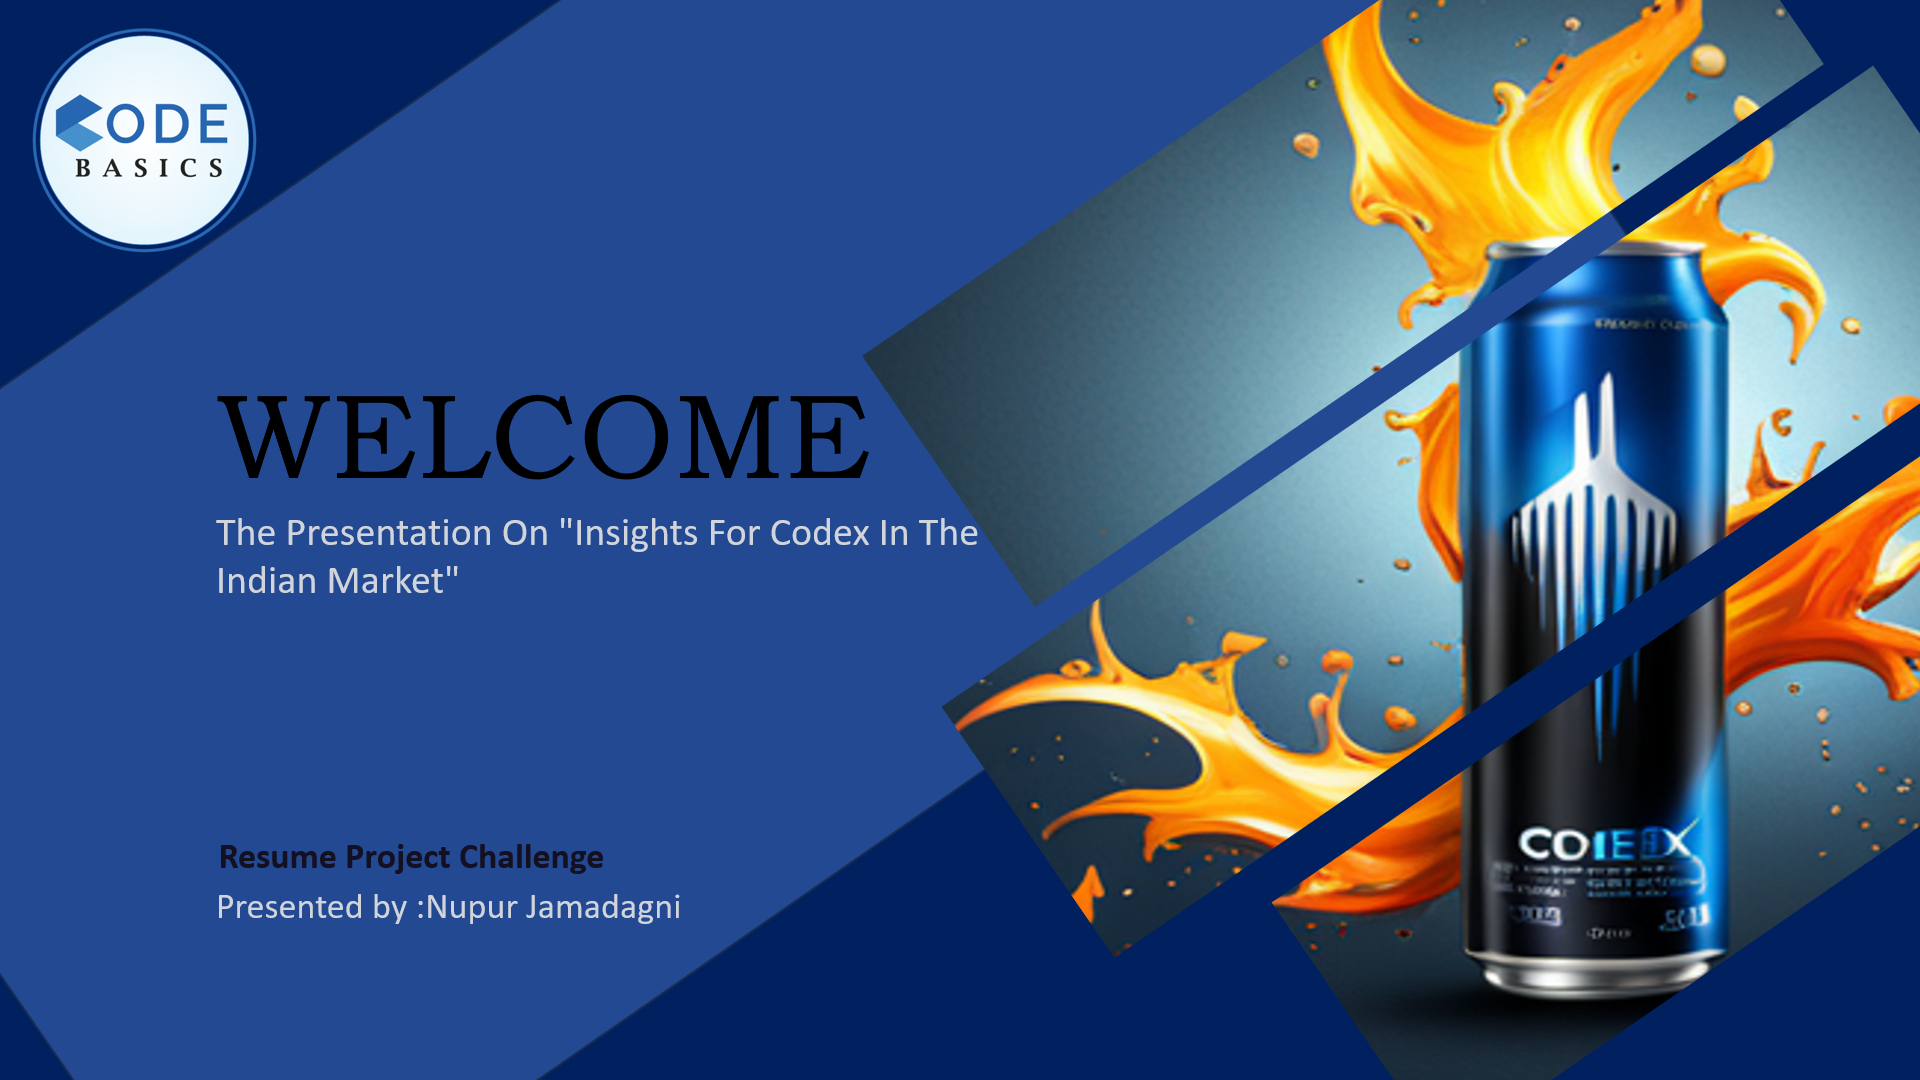 CODE
BASICS
WELCOME
The Presentation On "Insights For Codex In The
Indian Market"
Resume Project Challenge
Presented by :Nupur Jamadagni